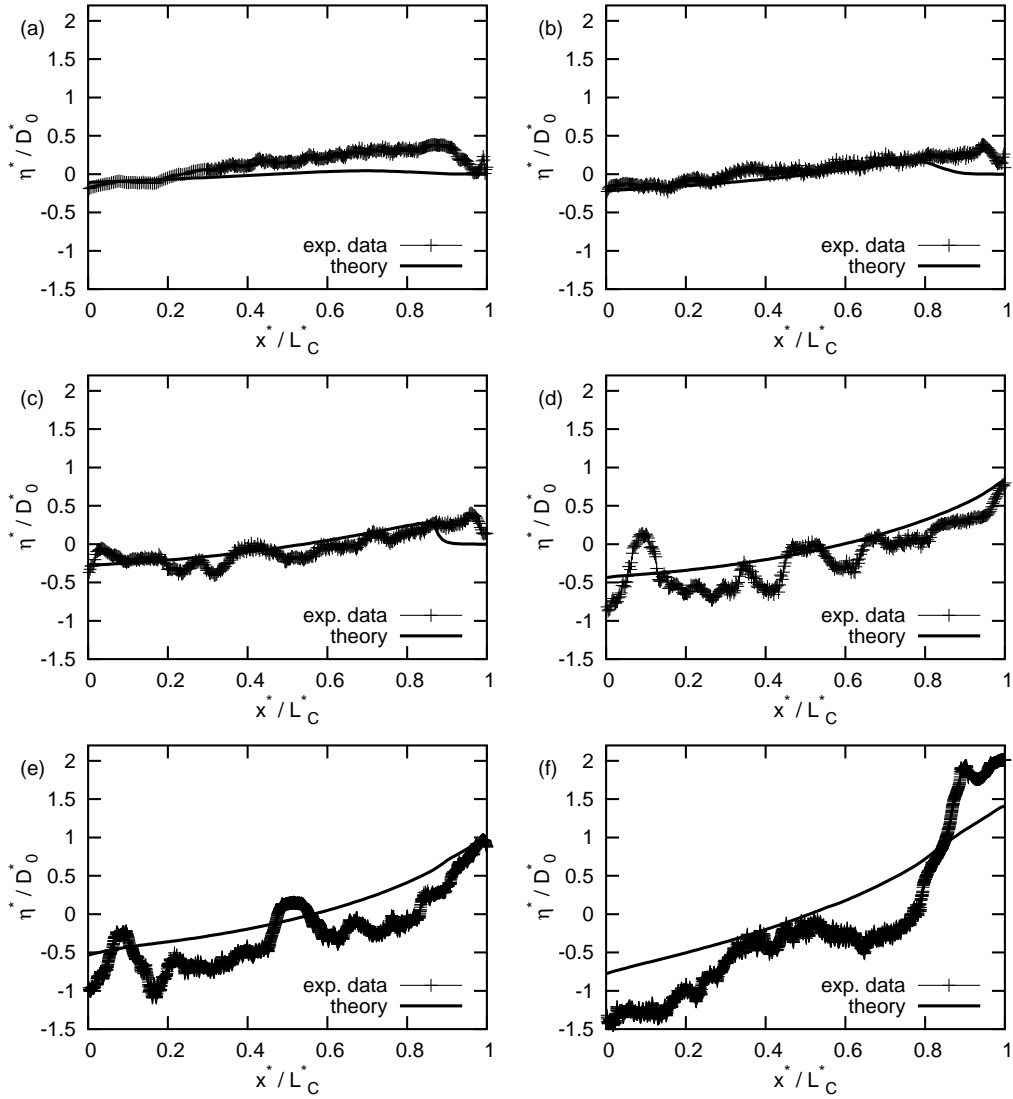 (a)
2
1.5
1
0.5
0
-0.5
-1
-1.5
η* / D*0
exp. data
theory
0 0.2 0.4 0.6 0.8 1
x* / L*C
(b)
2
1.5
1
0.5
0
-0.5
-1
-1.5
η* / D*0
exp. data
theory
0 0.2 0.4 0.6 0.8 1
x* / L*C
(c)
2
1.5
1
0.5
0
-0.5
-1
-1.5
η* / D*0
exp. data
theory
0 0.2 0.4 0.6 0.8 1
x* / L*C
(d)
2
1.5
1
0.5
0
-0.5
-1
-1.5
η* / D*0
exp. data
theory
0 0.2 0.4 0.6 0.8 1
x* / L*C
(e)
2
1.5
1
0.5
0
-0.5
-1
-1.5
η* / D*0
exp. data
theory
0 0.2 0.4 0.6 0.8 1
x* / L*C
(f)
2
1.5
1
0.5
0
-0.5
-1
-1.5
η* / D*0
exp. data
theory
0 0.2 0.4 0.6 0.8 1
x* / L*C